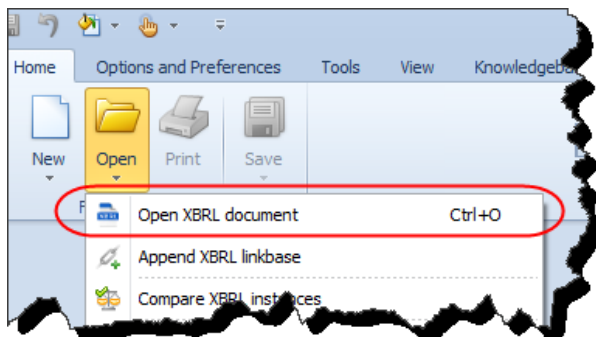 Home Options and Preferences Tools View
New Open Print Save
Open XBRL document Ctrl+O
Append XBRL linkbase
Compare XBRL instances